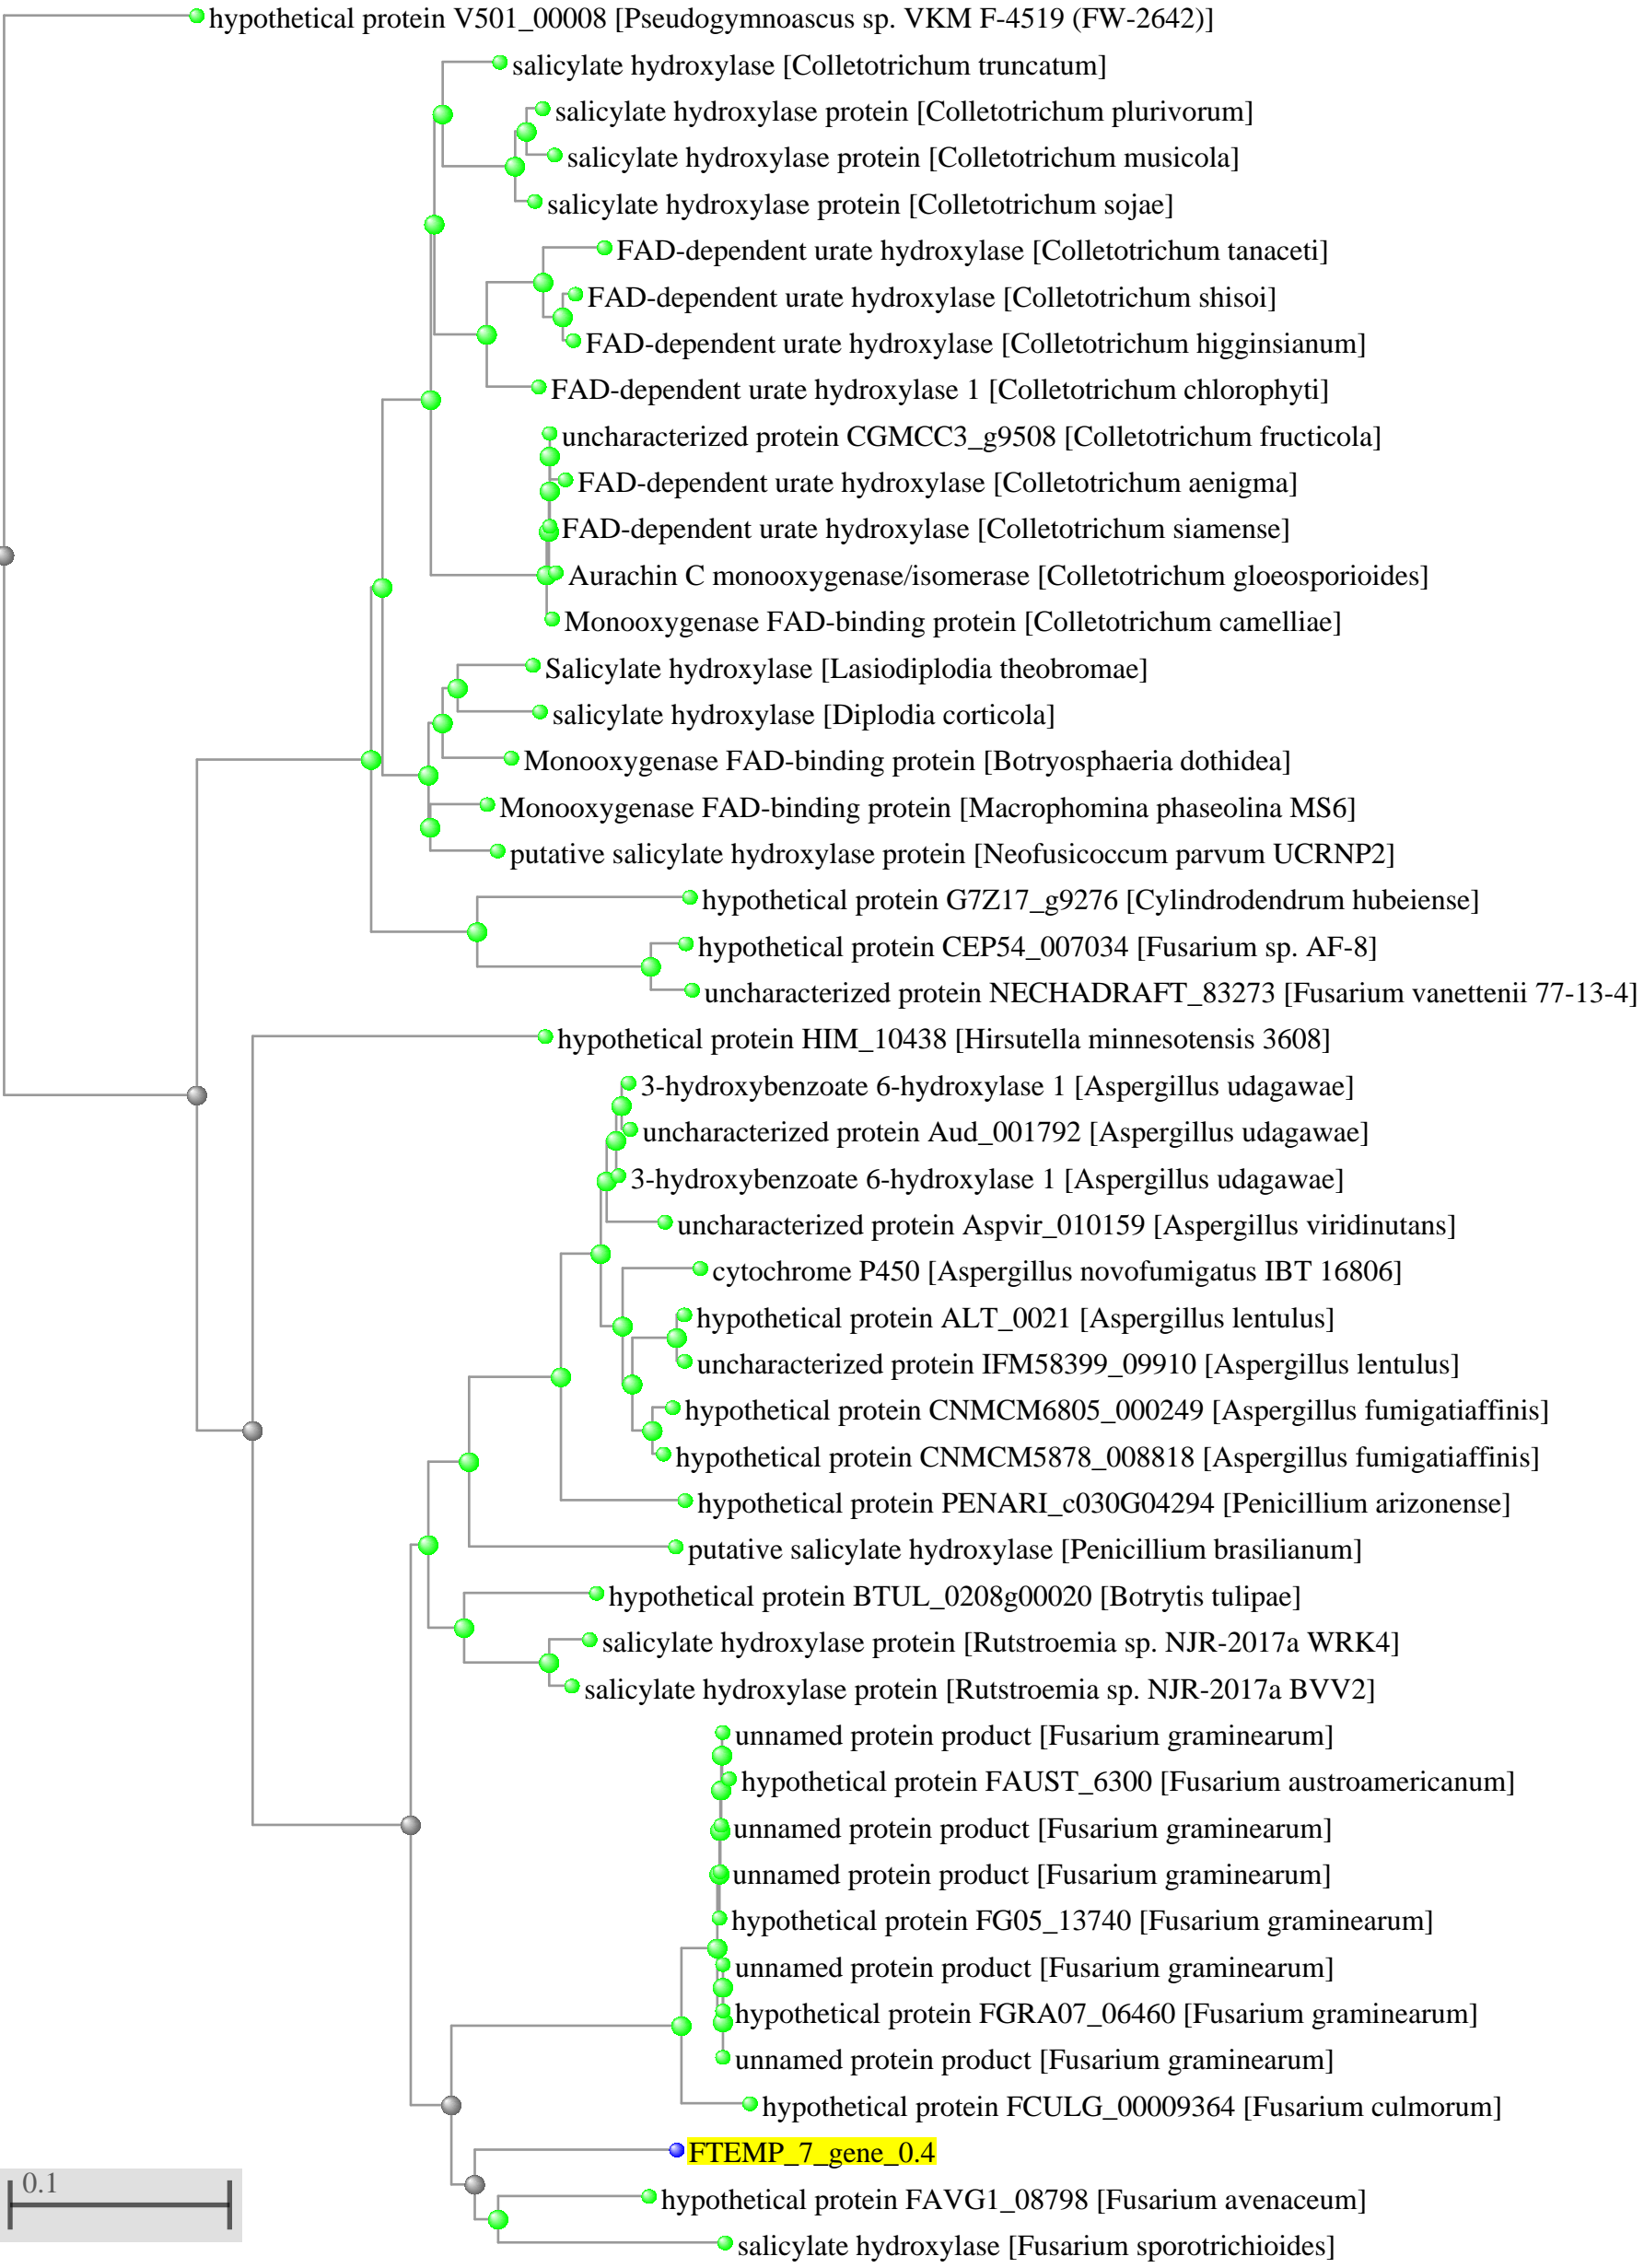 hypothetical protein V501_00008 [Pseudogymnoascus sp. VKM F-4519 (FW-2642)]
salicylate hydroxylase [Colletotrichum truncatum]
salicylate hydroxylase protein [Colletotrichum plurivorum]
salicylate hydroxylase protein [Colletotrichum musicola]
salicylate hydroxylase protein [Colletotrichum sojae]
FAD-dependent urate hydroxylase [Colletotrichum tanaceti]
FAD-dependent urate hydroxylase [Colletotrichum shisoi]
FAD-dependent urate hydroxylase [Colletotrichum higginsianum]
FAD-dependent urate hydroxylase 1 [Colletotrichum chlorophyti]
uncharacterized protein CGMCC3_g9508 [Colletotrichum fructicola]
FAD-dependent urate hydroxylase [Colletotrichum aenigma]
FAD-dependent urate hydroxylase [Colletotrichum siamense]
Aurachin C monooxygenase/isomerase [Colletotrichum gloeosporioides]
Monooxygenase FAD-binding protein [Colletotrichum camelliae]
Salicylate hydroxylase [Lasiodiplodia theobromae]
salicylate hydroxylase [Diplodia corticola]
Monooxygenase FAD-binding protein [Botryosphaeria dothidea]
Monooxygenase FAD-binding protein [Macrophomina phaseolina MS6]
putative salicylate hydroxylase protein [Neofusicoccum parvum UCRNP2]
hypothetical protein G7Z17_g9276 [Cylindrodendrum hubeiense]
hypothetical protein CEP54_007034 [Fusarium sp. AF-8]
uncharacterized protein NECHADRAFT_83273 [Fusarium vanettenii 77-13-4]
hypothetical protein HIM_10438 [Hirsutella minnesotensis 3608]
3-hydroxybenzoate 6-hydroxylase 1 [Aspergillus udagawae]
uncharacterized protein Aud_001792 [Aspergillus udagawae]
3-hydroxybenzoate 6-hydroxylase 1 [Aspergillus udagawae]
uncharacterized protein Aspvir_010159 [Aspergillus viridinutans]
cytochrome P450 [Aspergillus novofumigatus IBT 16806]
hypothetical protein ALT_0021 [Aspergillus lentulus]
uncharacterized protein IFM58399_09910 [Aspergillus lentulus]
hypothetical protein CNMCM6805_000249 [Aspergillus fumigatiaffinis]
hypothetical protein CNMCM5878_008818 [Aspergillus fumigatiaffinis]
hypothetical protein PENARI_c030G04294 [Penicillium arizonense]
putative salicylate hydroxylase [Penicillium brasilianum]
hypothetical protein BTUL_0208g00020 [Botrytis tulipae]
salicylate hydroxylase protein [Rutstroemia sp. NJR-2017a WRK4]
salicylate hydroxylase protein [Rutstroemia sp. NJR-2017a BVV2]
unnamed protein product [Fusarium graminearum]
hypothetical protein FAUST_6300 [Fusarium austroamericanum]
unnamed protein product [Fusarium graminearum]
unnamed protein product [Fusarium graminearum]
hypothetical protein FG05_13740 [Fusarium graminearum]
unnamed protein product [Fusarium graminearum]
hypothetical protein FGRA07_06460 [Fusarium graminearum]
unnamed protein product [Fusarium graminearum]
hypothetical protein FCULG_00009364 [Fusarium culmorum]
FTEMP_7_gene_0.4
hypothetical protein FAVG1_08798 [Fusarium avenaceum]
salicylate hydroxylase [Fusarium sporotrichioides]
0.1